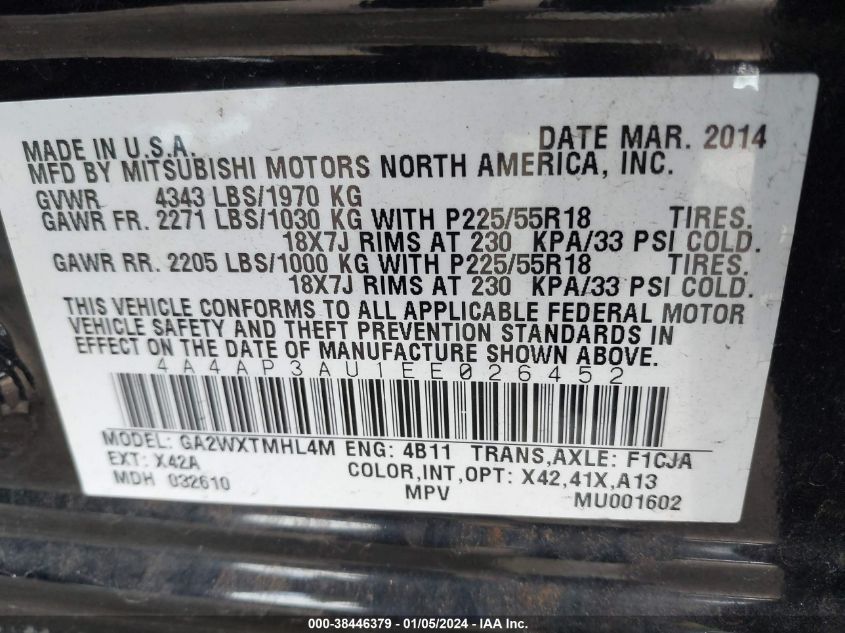 MADE IN U.S.A. DATE MAR. 2014
MFD BY MITSUBISHI MOTORS NORTH AMERICA, INC.
GVWR 4343 LBS/1970 KG
GAWR FR. 2271 LBS/1030 KG WITH P225/55R18 TIRES.
18X7J RIMS AT 230 KPA/33 PSI COLD.
GAWR RR. 2205 LBS/1000 KG WITH P225/55R18 TIRES.
18X7J RIMS AT 230 KPA/33 PSI COLD.
THIS VEHICLE CONFORMS TO ALL APPLICABLE FEDERAL MOTOR
VEHICLE SAFETY AND THEFT PREVENTION STANDARDS IN
EFFECT ON THE DATE OF MANUFACTURE SHOWN ABOVE.
4A4AP3AU1EE026452
MODEL: GA2WXTMHL4M ENG: 4B11 TRANS,AXLE: F1CJA
EXT: X42A COLOR,INT,OPT: X42,41X,A13
MDH 032610 MPV MU001602
000-38446379 - 01/05/2024 - © IAA Holdings, LLC.